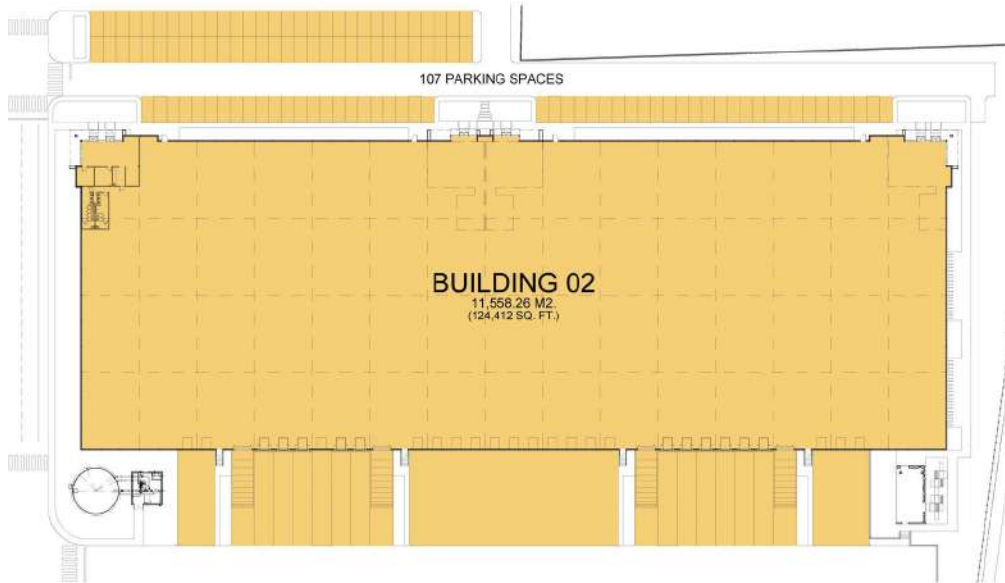 107 PARKING SPACES
BUILDING 02
11,558.26 M2.
(124,412 SQ. FT.)